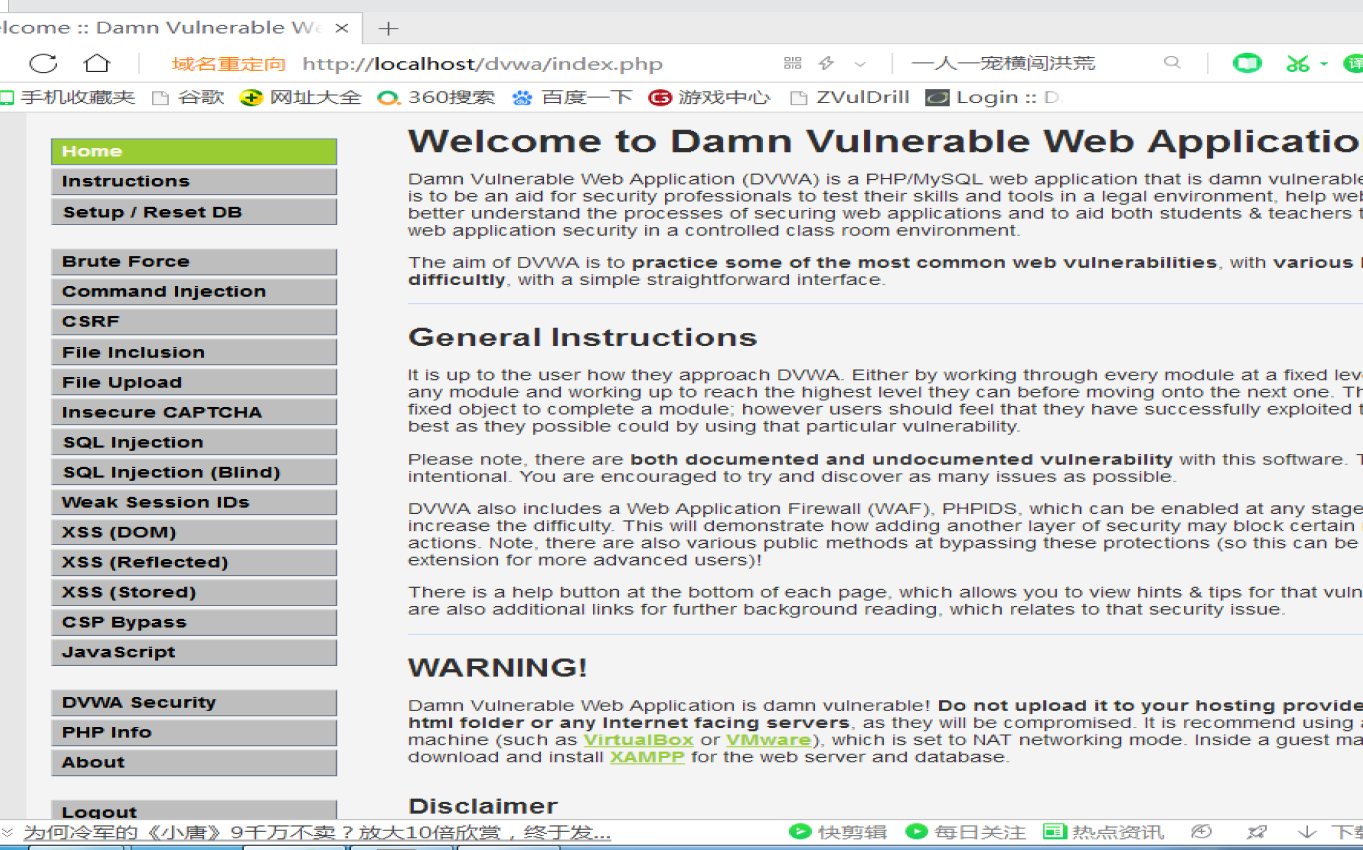 elcome :: Damn Vulnerable We
域名重定向 http://localhost/dvwa/index.php 一人一宠横闯洪荒 译
手机收藏夹 谷歌 网址大全 360搜索 百度一下 游戏中心 ZVulDrill Login :: D
Home
Instructions
Setup / Reset DB
Brute Force
Command Injection
CSRF
File Inclusion
File Upload
Insecure CAPTCHA
SQL Injection
SQL Injection (Blind)
Weak Session IDs
XSS (DOM)
XSS (Reflected)
XSS (Stored)
CSP Bypass
JavaScript
DVWA Security
PHP Info
About
Logout
Welcome to Damn Vulnerable Web Applicatio
Damn Vulnerable Web Application (DVWA) is a PHP/MySQL web application that is damn vulnerable
is to be an aid for security professionals to test their skills and tools in a legal environment, help web
better understand the processes of securing web applications and to aid both students & teachers t
web application security in a controlled class room environment.
The aim of DVWA is to practice some of the most common web vulnerabilities, with various
difficultly, with a simple straightforward interface.
General Instructions
It is up to the user how they approach DVWA. Either by working through every module at a fixed leve
any module and working up to reach the highest level they can before moving onto the next one. Th
fixed object to complete a module; however users should feel that they have successfully exploited t
best as they possible could by using that particular vulnerability.
Please note, there are both documented and undocumented vulnerability with this software. T
intentional. You are encouraged to try and discover as many issues as possible.
DVWA also includes a Web Application Firewall (WAF), PHPIDS, which can be enabled at any stage
increase the difficulty. This will demonstrate how adding another layer of security may block certain
actions. Note, there are also various public methods at bypassing these protections (so this can be
extension for more advanced users)!
There is a help button at the bottom of each page, which allows you to view hints & tips for that vuln
are also additional links for further background reading, which relates to that security issue.
WARNING!
Damn Vulnerable Web Application is damn vulnerable! Do not upload it to your hosting provide
html folder or any Internet facing servers, as they will be compromised. It is recommend using a
machine (such as VirtualBox or VMware), which is set to NAT networking mode. Inside a guest ma
download and install XAMPP for the web server and database.
Disclaimer
为何冷军的《小唐》9千万不卖？放大10倍欣赏，终于发... 快剪辑 每日关注 热点资讯 下载